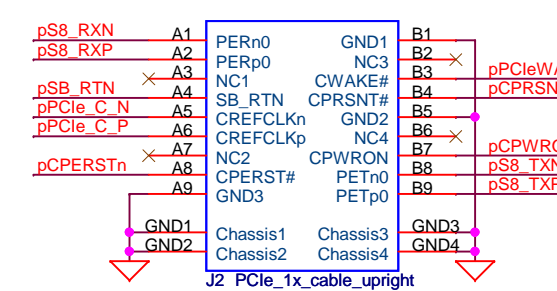 pS8_RXN A1 PERn0 GND1 B1
pS8_RXP A2 PERp0 NC3 B2
A3 NC1 CWAKE# B3 pPCIeWA
pSB_RTN A4 SB_RTN CPRSNT# B4 pCPRSN
pPCIe_C_N A5 CREFCLKn GND2 B5
pPCIe_C_P A6 CREFCLKp NC4 B6
A7 NC2 CPWRON B7 pCPWRO
pCPERSTn A8 CPERST# PETn0 B8 pS8_TXN
A9 GND3 PETp0 B9 pS8_TXP
GND1 Chassis1 Chassis3 GND3
GND2 Chassis2 Chassis4 GND4
J2 PCIe_1x_cable_upright